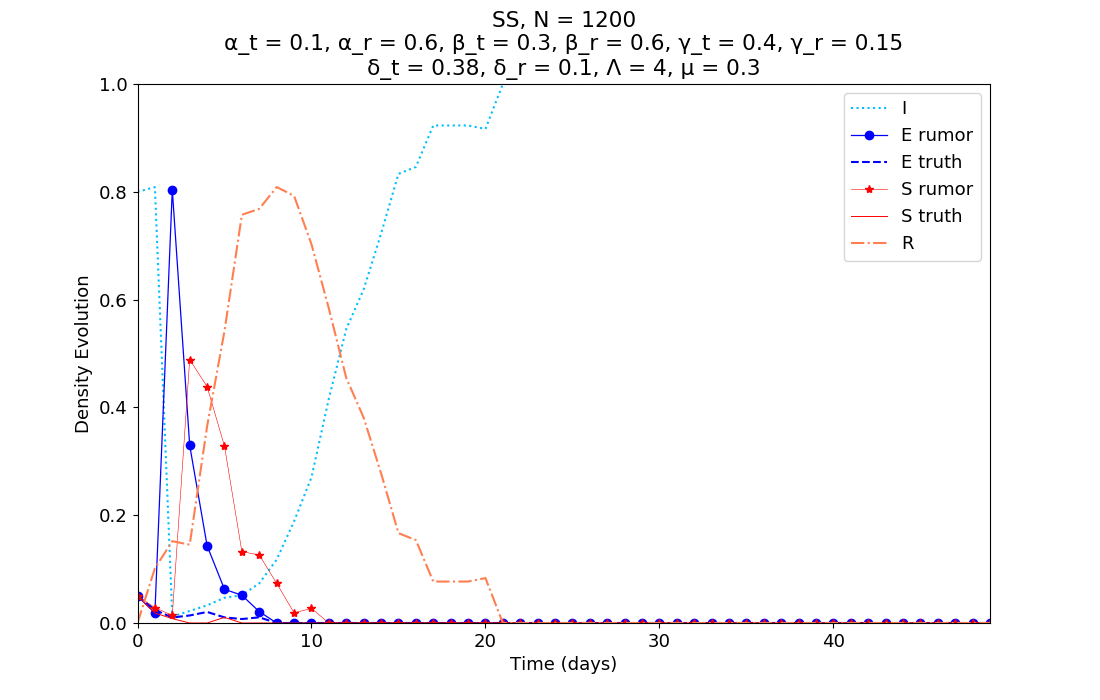 SS, N = 1200
α_t = 0.1, α_r = 0.6, β_t = 0.3, β_r = 0.6, γ_t = 0.4, γ_r = 0.15
δ_t = 0.38, δ_r = 0.1, Λ = 4, μ = 0.3
1.0
0.8
0.6
0.4
0.2
0.0
Density Evolution
I
E rumor
E truth
S rumor
S truth
R
0
10
20
30
40
Time (days)